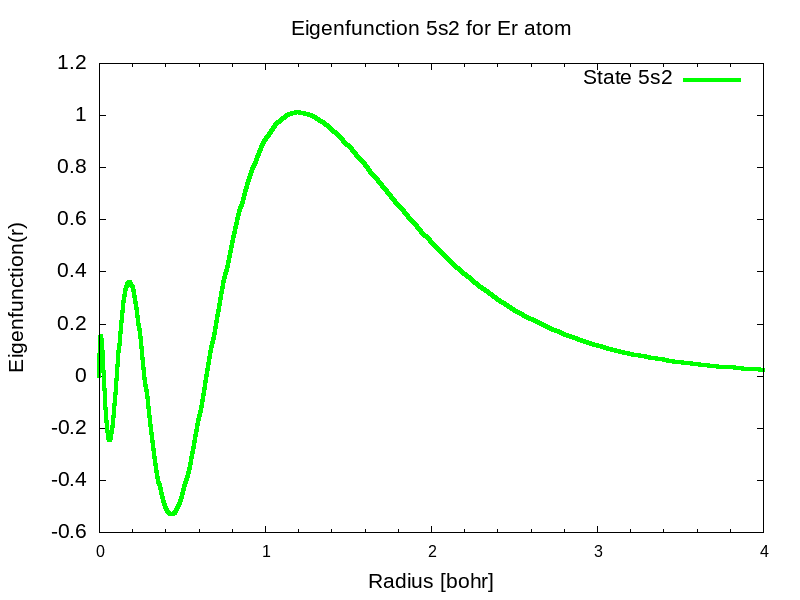 Eigenfunction 5s2 for Er atom
State 5s2
1.2
1
0.8
0.6
0.4
0.2
0
-0.2
-0.4
-0.6
Eigenfunction(r)
0 1 2 3 4
Radius [bohr]